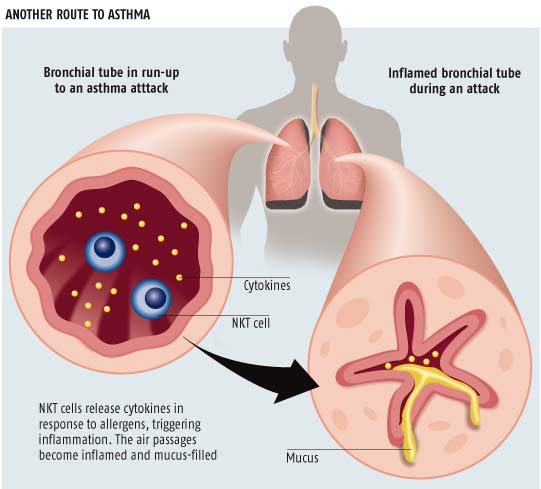 ANOTHER ROUTE TO ASTHMA
Bronchial tube in run-up
to an asthma atttack
Inflamed bronchial tube
during an attack
Cytokines
NKT cell
NKT cells release cytokines in
response to allergens, triggering
inflammation. The air passages
become inflamed and mucus-filled
Mucus